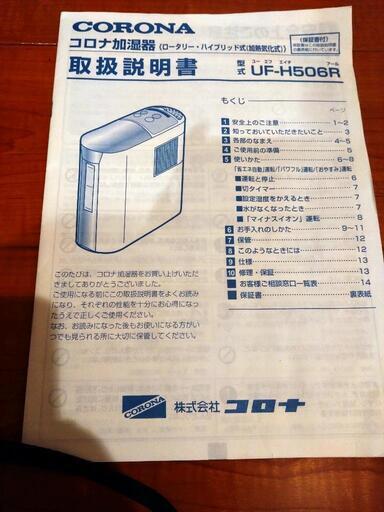 CORONA
コロナ加湿器(ロータリー・ハイブリッド式(加熱気化式))
(保証書付)
取扱説明書
ユー エフ エイチ アール
型式 UF-H506R
もくじ
ページ
1 安全上のご注意 1~2
2 知っておいていただきたいこと 3
3 各部のなまえ 4~5
4 ご使用前の準備 5
5 使いかた 6~8
「省エネ自動」運転/「パワフル」運転/「おやすみ」運転
■運転と停止 6
■切タイマー 7
■設定湿度をかえるとき 7
■水がなくなったとき 7
■「マイナスイオン」運転 8
6 お手入れのしかた 9~11
7 保管 12
8 このようなときには 12
9 仕様 13
10 修理・保証 13
■ お客様ご相談窓口一覧表 14
■ 保証書 裏表紙
このたびは、コロナ加湿器をお買い上げいただ
きましてありがとうございます。
ご使用になる前にこの取扱説明書をよくお読み
になり、それぞれの性能を十分にお心得になっ
たうえで正しくご使用ください。
なお、お読みになった後もお使いになる方がい
つでも見られる所に大切に保管してください。
CORONA 株式会社 コロナ